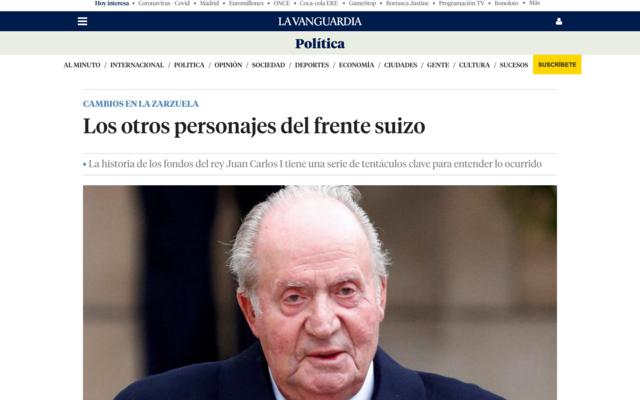 Hoy interesa • Coronavirus - Covid • Madrid • Euromillones • ONCE • Coca-cola ERE • GameStop • Borrasca Justine • Programación TV • Bonoloto • Más
LA VANGUARDIA
Política
AL MINUTO / INTERNACIONAL / POLÍTICA / OPINIÓN / SOCIEDAD / DEPORTES / ECONOMÍA / CIUDADES / GENTE / CULTURA / SUCESOS SUSCRÍBETE
CAMBIOS EN LA ZARZUELA
Los otros personajes del frente suizo
• La historia de los fondos del rey Juan Carlos I tiene una serie de tentáculos clave para entender lo ocurrido